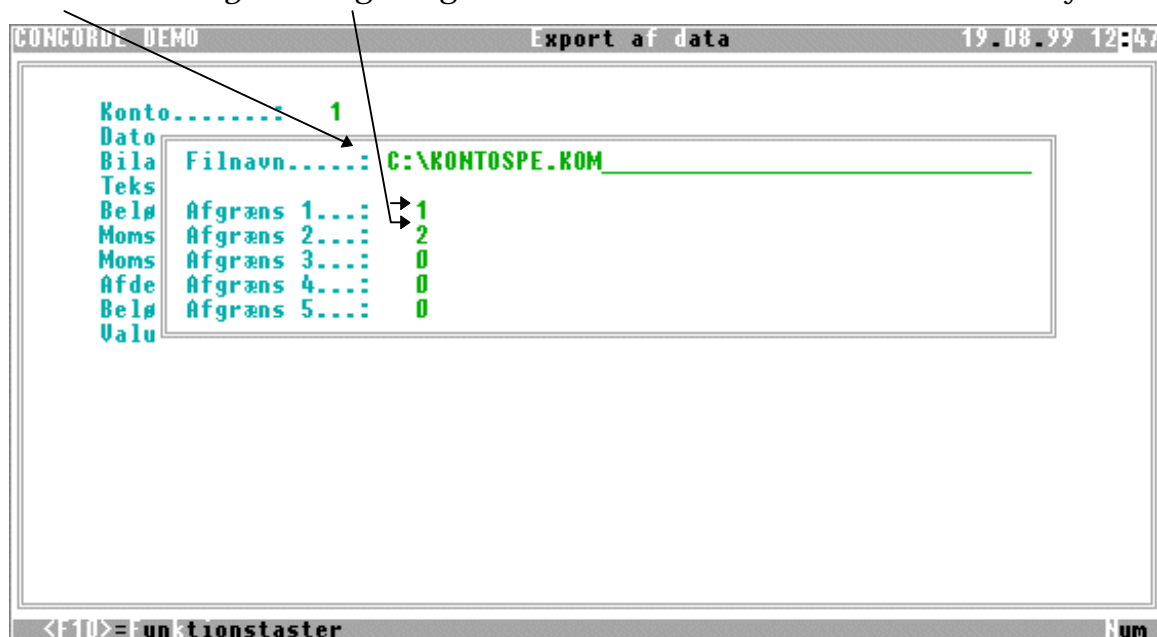 CONCORDE DEMO Export af data 19.08.99 12:47
Konto........: 1
Dato
Bila Filnavn.....: C:\KONTOSPE.KOM
Teks
Belø Afgræns 1...: 1
Moms Afgræns 2...: 2
Moms Afgræns 3...: 0
Afde Afgræns 4...: 0
Belø Afgræns 5...: 0
Valu
<F10>=Funktionstaster Num